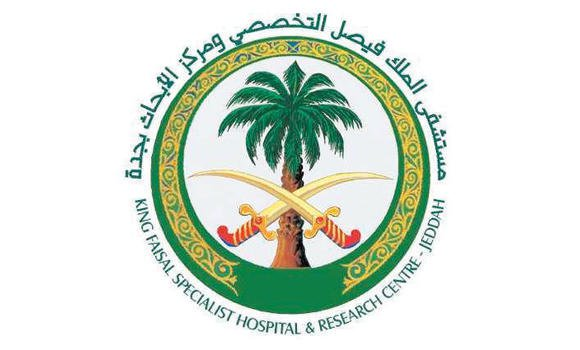 مستشفى الملك فيصل التخصصي ومركز الأبحاث بجدة
KING FAISAL SPECIALIST HOSPITAL & RESEARCH CENTRE - JEDDAH